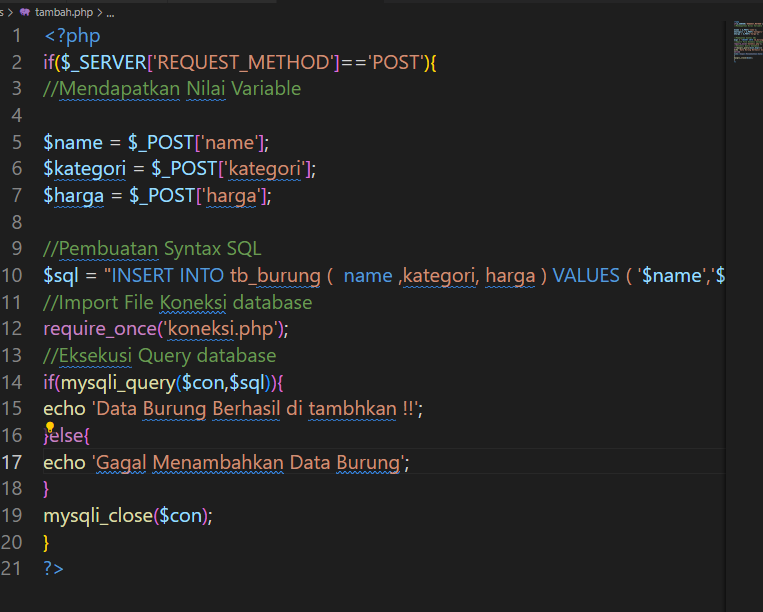 s > tambah.php > ...
1 <?php
2 if($_SERVER['REQUEST_METHOD']=='POST'){
3 //Mendapatkan Nilai Variable
4
5 $name = $_POST['name'];
6 $kategori = $_POST['kategori'];
7 $harga = $_POST['harga'];
8
9 //Pembuatan Syntax SQL
10 $sql = "INSERT INTO tb_burung (  name ,kategori, harga ) VALUES ( '$name','$
11 //Import File Koneksi database
12 require_once('koneksi.php');
13 //Eksekusi Query database
14 if(mysqli_query($con,$sql)){
15 echo 'Data Burung Berhasil di tambhkan !!';
16 }else{
17 echo 'Gagal Menambahkan Data Burung';
18 }
19 mysqli_close($con);
20 }
21 ?>